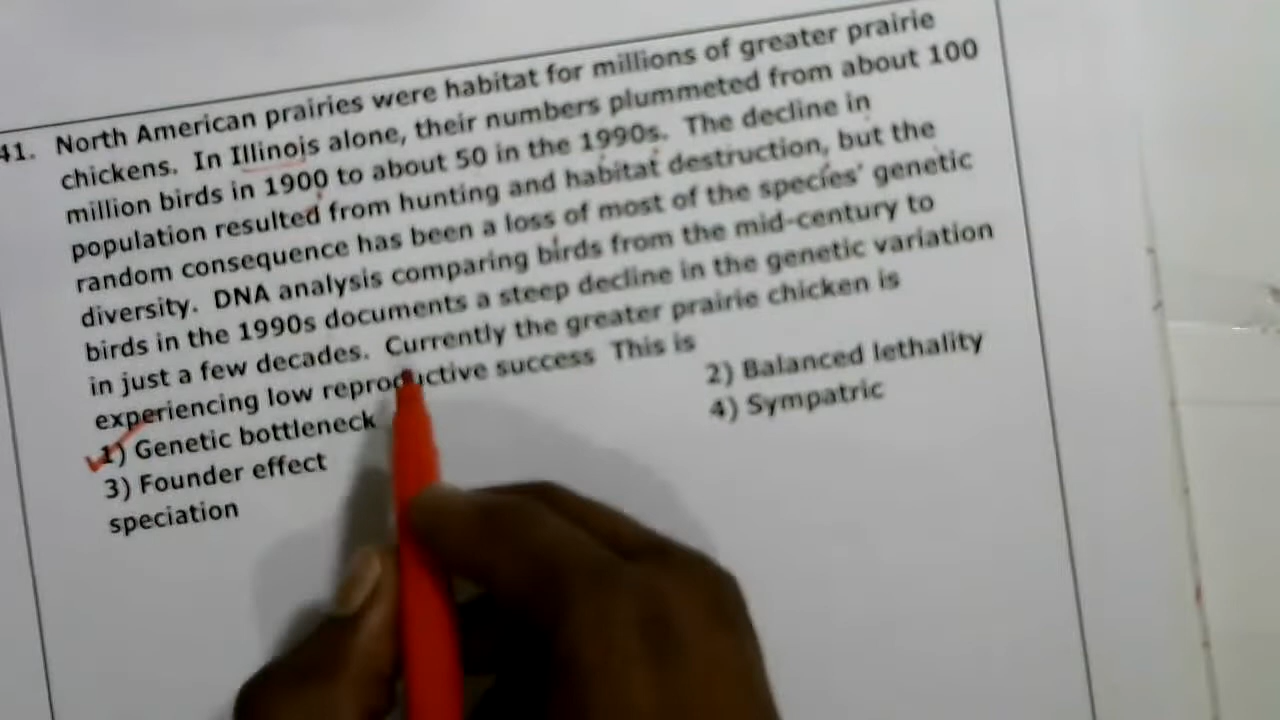 41. North American prairies were habitat for millions of greater prairie
chickens. In Illinois alone, their numbers plummeted from about 100
million birds in 1900 to about 50 in the 1990s. The decline in
population resulted from hunting and habitat destruction, but the
random consequence has been a loss of most of the species' genetic
diversity. DNA analysis comparing birds from the mid-century to
birds in the 1990s documents a steep decline in the genetic variation
in just a few decades. Currently the greater prairie chicken is
experiencing low reproductive success This is
1) Genetic bottleneck 2) Balanced lethality
3) Founder effect 4) Sympatric
speciation